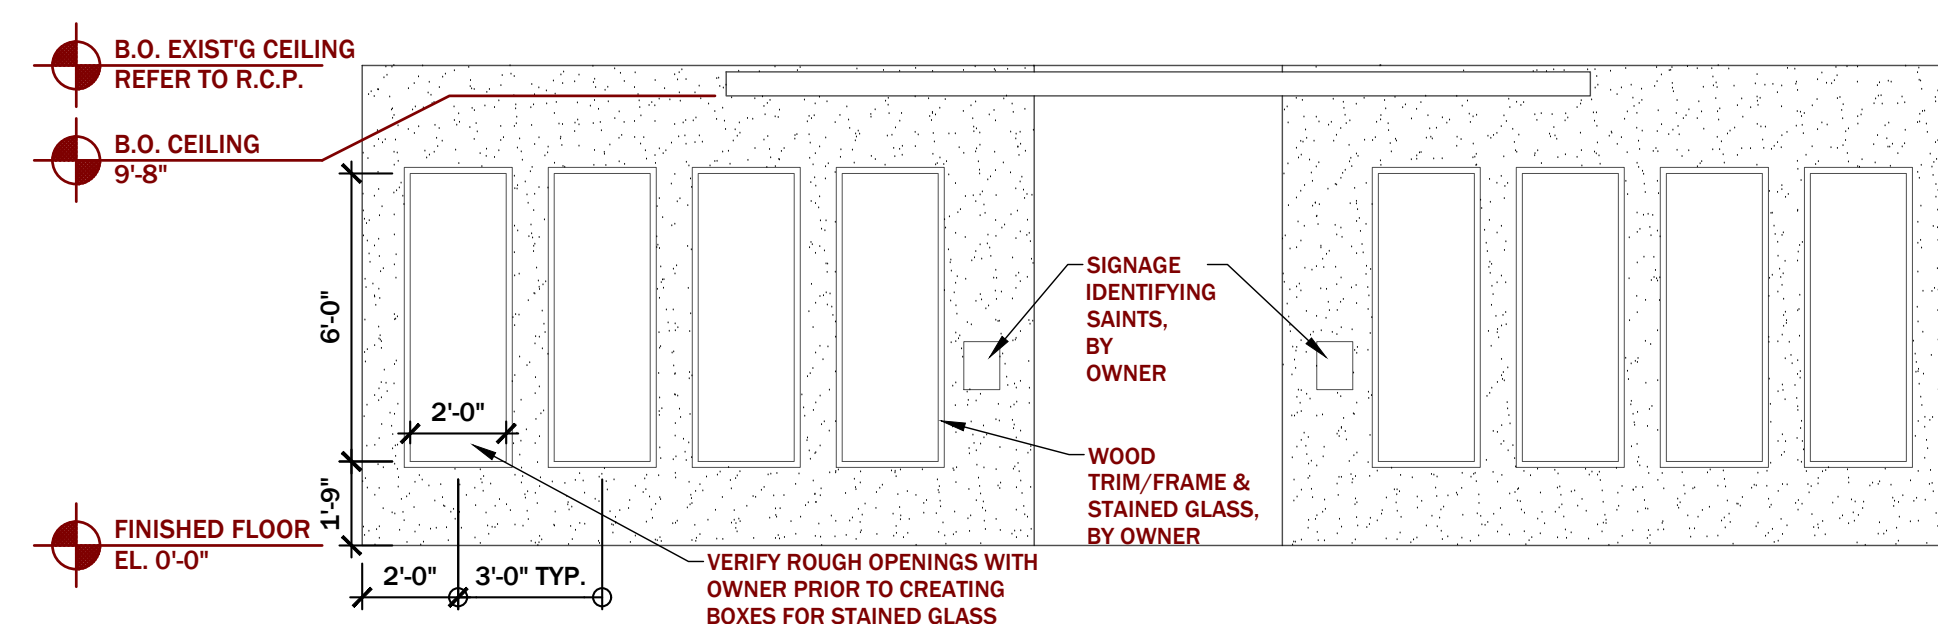 B.O. EXIST'G CEILING
REFER TO R.C.P.
B.O. CEILING
9'-8"
6'-0"
2'-0"
1'-9"
FINISHED FLOOR
EL. 0'-0"
2'-0"
3'-0" TYP.
SIGNAGE
IDENTIFYING
SAINTS,
BY
OWNER
WOOD
TRIM/FRAME &
STAINED GLASS,
BY OWNER
VERIFY ROUGH OPENINGS WITH
OWNER PRIOR TO CREATING
BOXES FOR STAINED GLASS